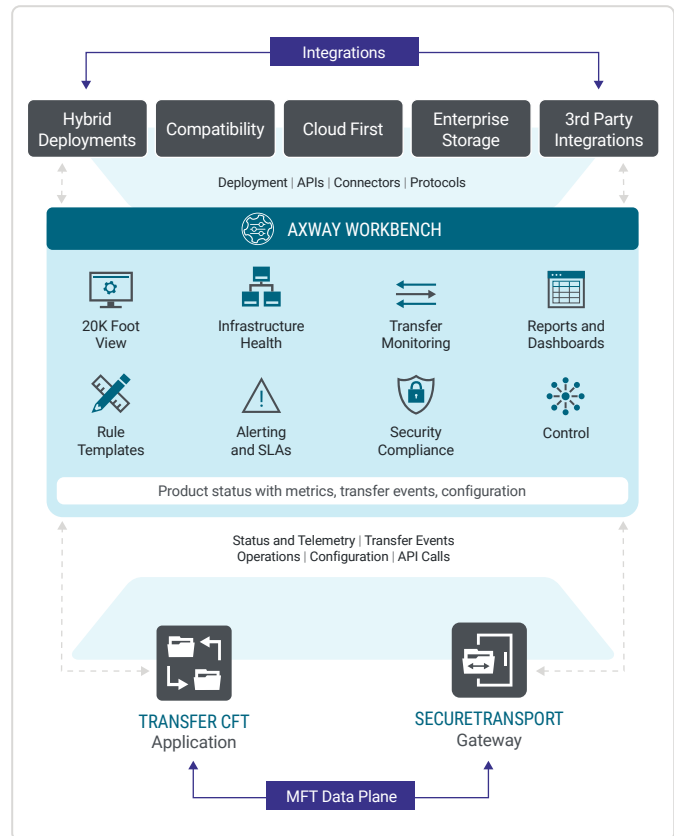 Integrations
Hybrid
Deployments
Compatibility
Cloud First
Enterprise
Storage
3rd Party
Integrations
Deployment | APIs | Connectors | Protocols
AXWAY WORKBENCH
20K Foot
View
Infrastructure
Health
Transfer
Monitoring
Reports and
Dashboards
Rule
Templates
Alerting
and SLAs
Security
Compliance
Control
Product status with metrics, transfer events, configuration
Status and Telemetry | Transfer Events
Operations | Configuration | API Calls
TRANSFER CFT
Application
SECURETRANSPORT
Gateway
MFT Data Plane